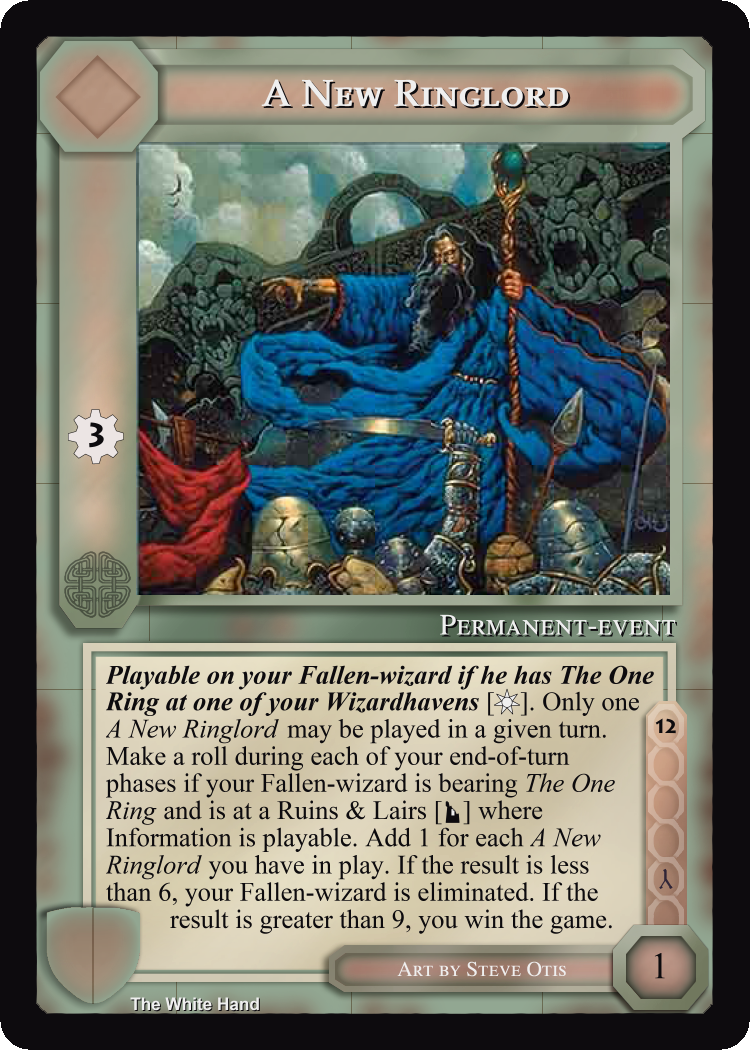 A New Ringlord
3
Permanent-event
Playable on your Fallen-wizard if he has The One
Ring at one of your Wizardhavens [ ]. Only one
A New Ringlord may be played in a given turn.
Make a roll during each of your end-of-turn
phases if your Fallen-wizard is bearing The One
Ring and is at a Ruins & Lairs [ ] where
Information is playable. Add 1 for each A New
Ringlord you have in play. If the result is less
than 6, your Fallen-wizard is eliminated. If the
result is greater than 9, you win the game.
12
Art by Steve Otis
1
The White Hand